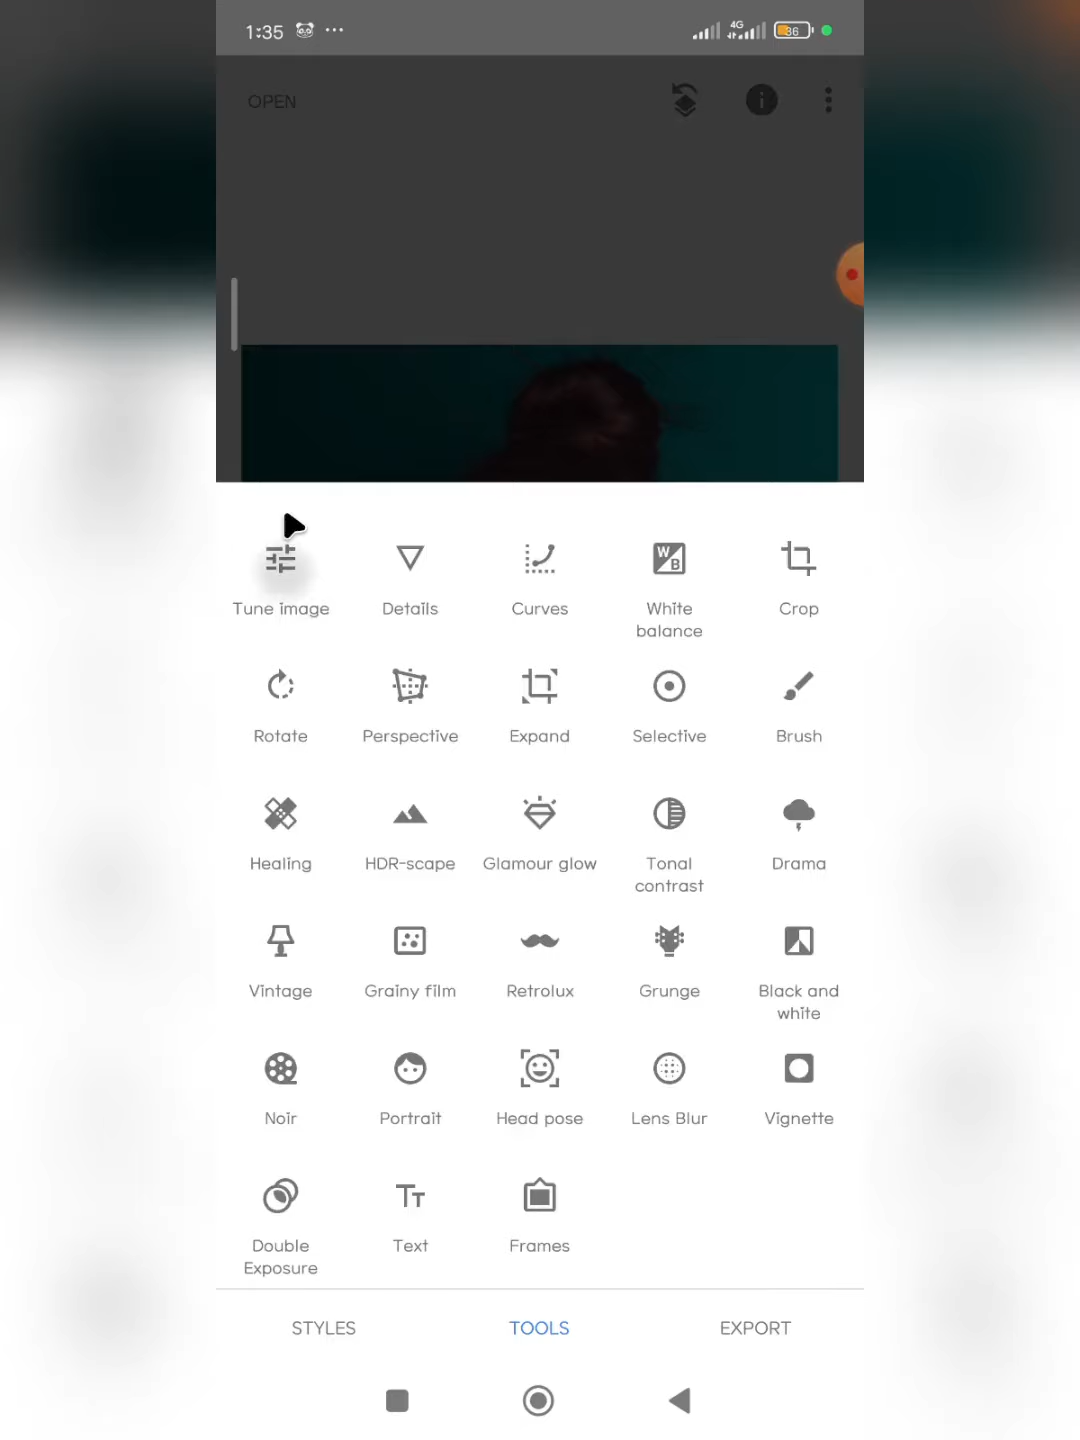 1:35 ... 4G 36
OPEN
Tune image Details Curves White balance Crop
Rotate Perspective Expand Selective Brush
Healing HDR-scape Glamour glow Tonal contrast Drama
Vintage Grainy film Retrolux Grunge Black and white
Noir Portrait Head pose Lens Blur Vignette
Double Exposure Text Frames
STYLES TOOLS EXPORT